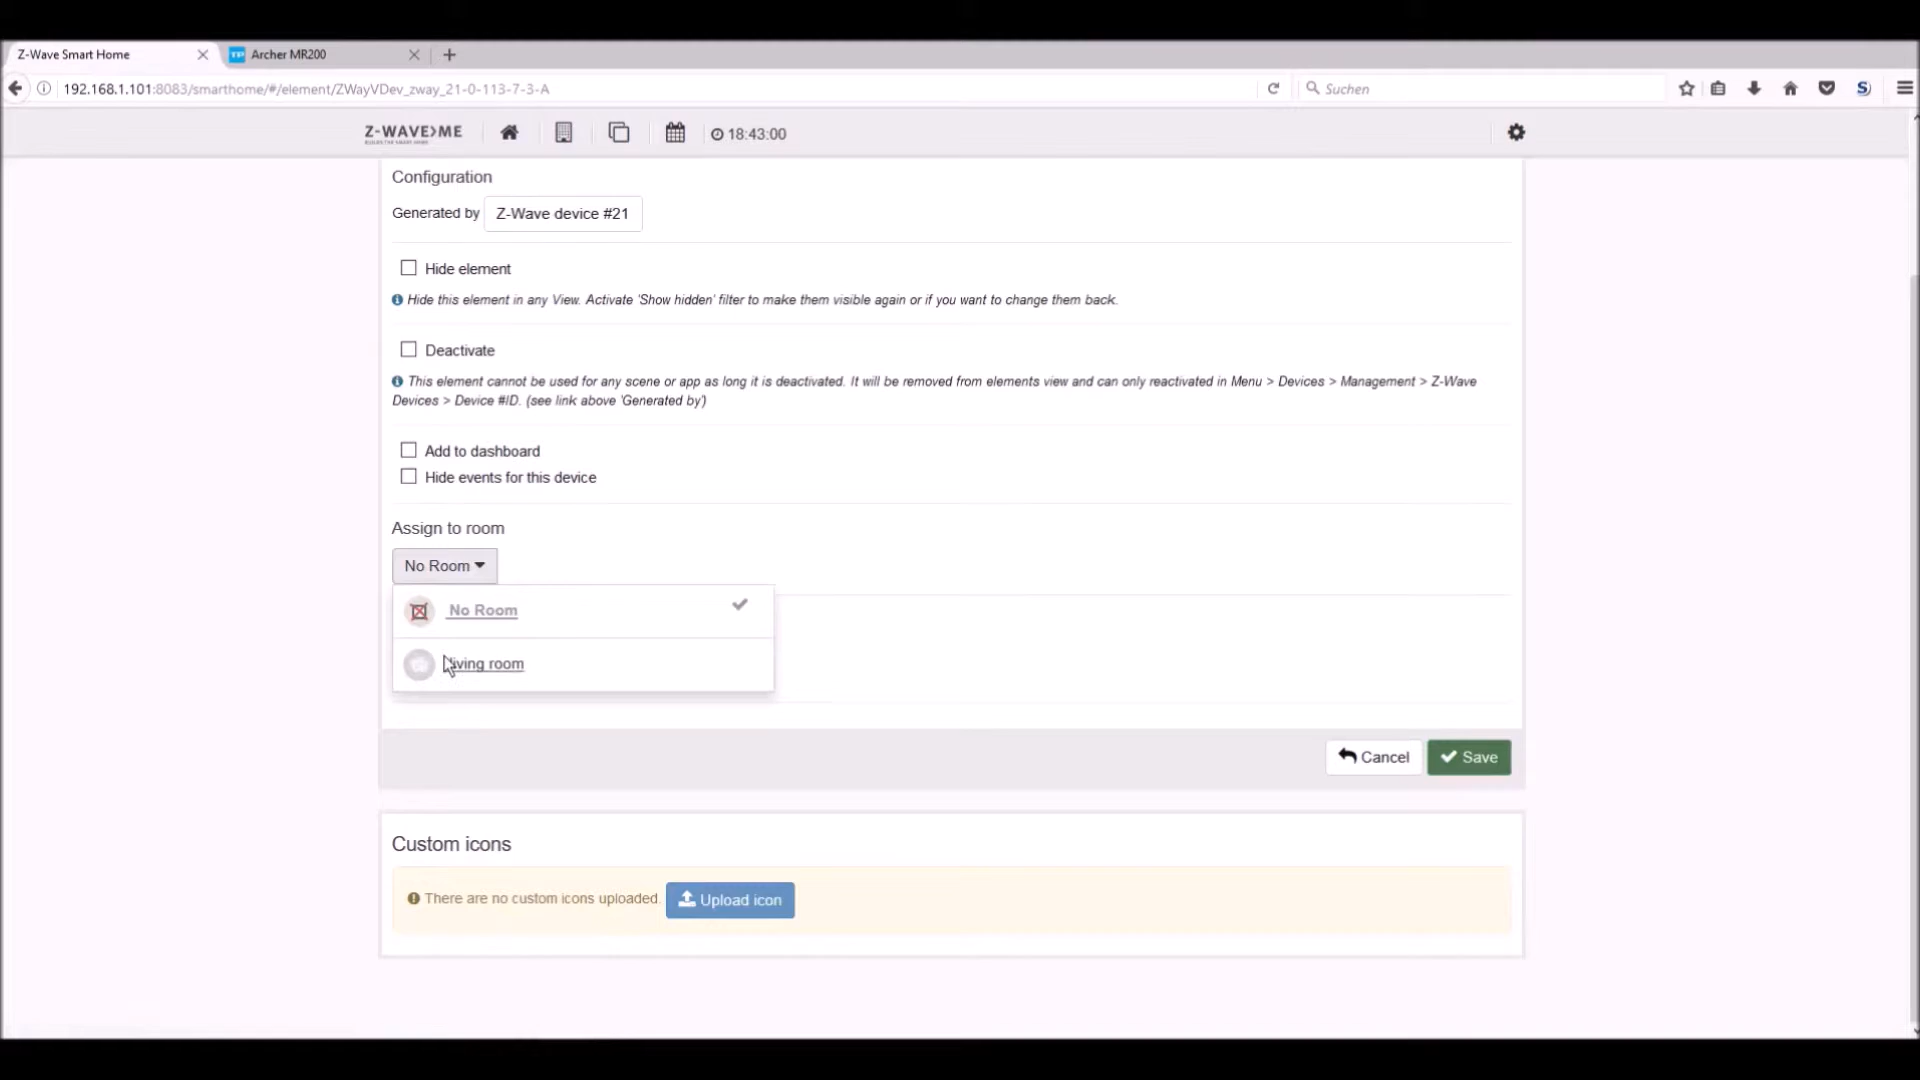 Z-Wave Smart Home
TP Archer MR200
192.168.1.101:8083/smarthome/#/element/ZWayVDev_zway_21-0-113-7-3-A
Suchen
S
Z-WAVE>ME
18:43:00
Configuration
Generated by Z-Wave device #21
Hide element
Hide this element in any View. Activate 'Show hidden' filter to make them visible again or if you want to change them back.
Deactivate
This element cannot be used for any scene or app as long it is deactivated. It will be removed from elements view and can only reactivated in Menu > Devices > Management > Z-Wave
Devices > Device #ID. (see link above 'Generated by')
Add to dashboard
Hide events for this device
Assign to room
No Room
No Room
living room
Cancel Save
Custom icons
There are no custom icons uploaded. Upload icon